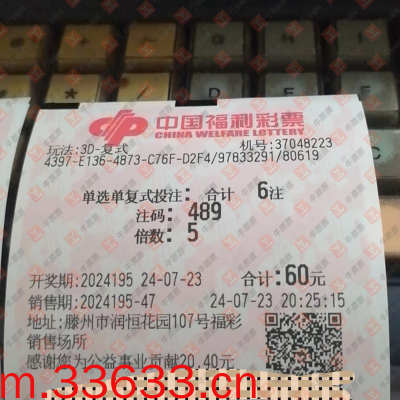 中国福利彩票
CHINA WELFARE LOTTERY
玩法:3D-复式 机号:37048223
4397-E136-4873-C76F-D2F4/97833291/80619
单选单复式投注: 合计 6注
注码: 489
倍数: 5
开奖期:2024195 24-07-23 合计:60元
销售期:2024195-47 24-07-23 20:25:15
地址:滕州市润恒花园107号福彩
销售场所
感谢您为公益事业贡献20.40元
m.33633.cn